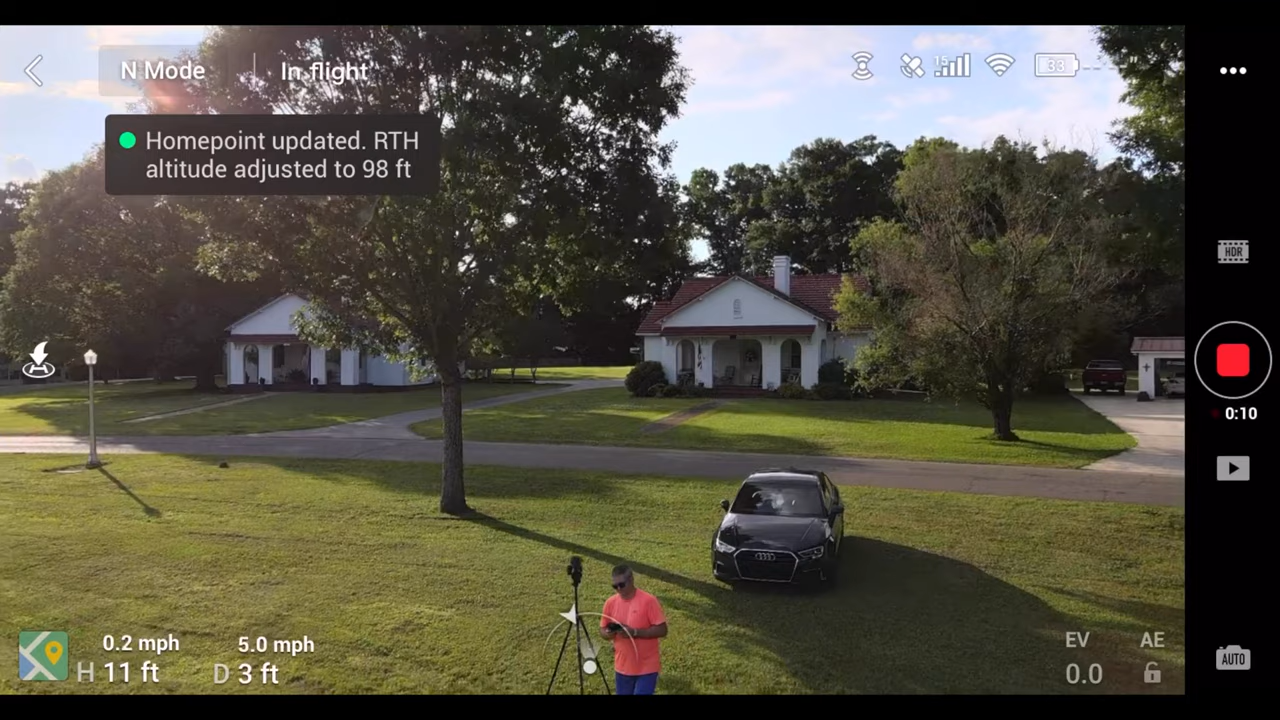 N Mode
In flight
15
33
Homepoint updated. RTH
altitude adjusted to 98 ft
HDR
0:10
0.2 mph
5.0 mph
H 11 ft
D 3 ft
EV
AE
0.0
AUTO